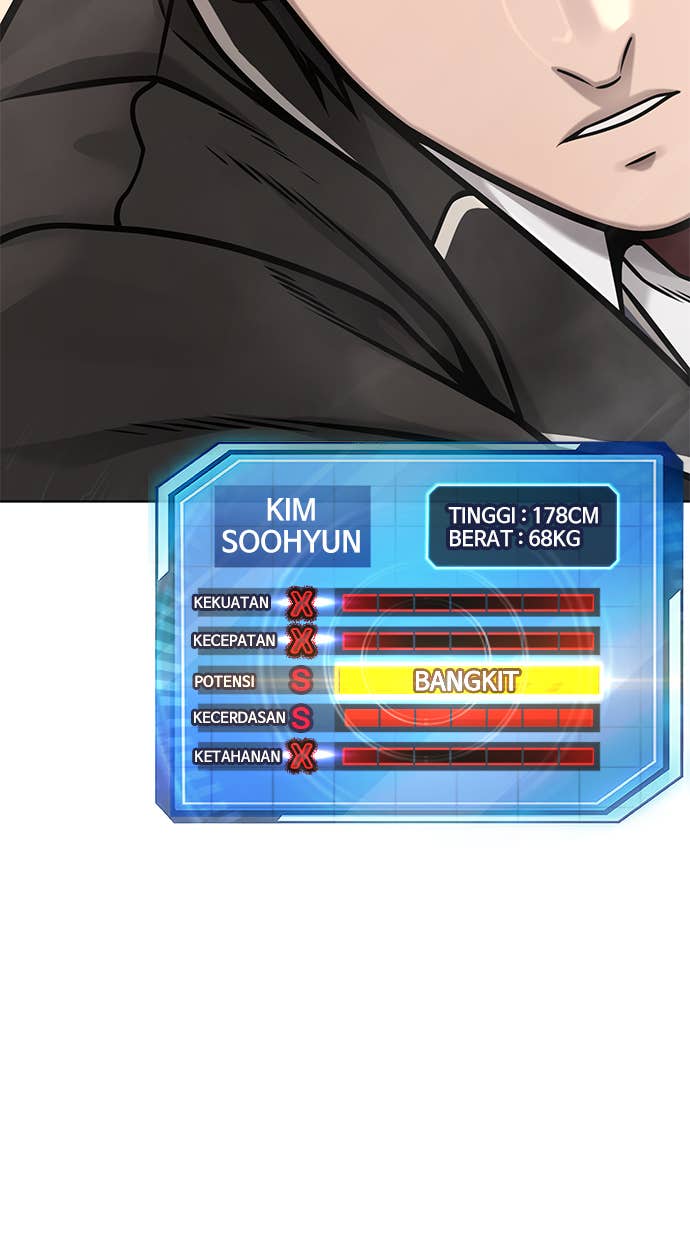 KIM
SOOHYUN
TINGGI : 178CM
BERAT : 68KG
KEKUATAN X
KECEPATAN X
POTENSI S BANGKIT
KECERDASAN S
KETAHANAN X